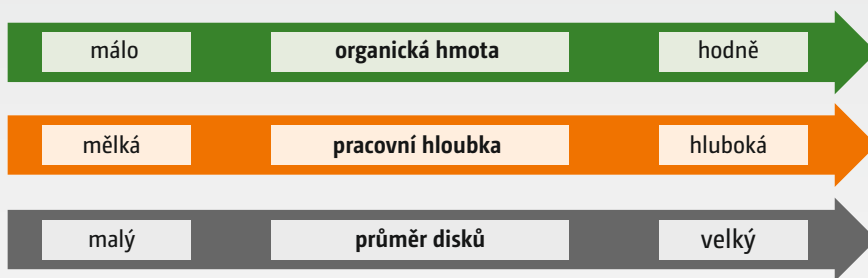 málo organická hmota hodně
mělká pracovní hloubka hluboká
malý průměr disků velký